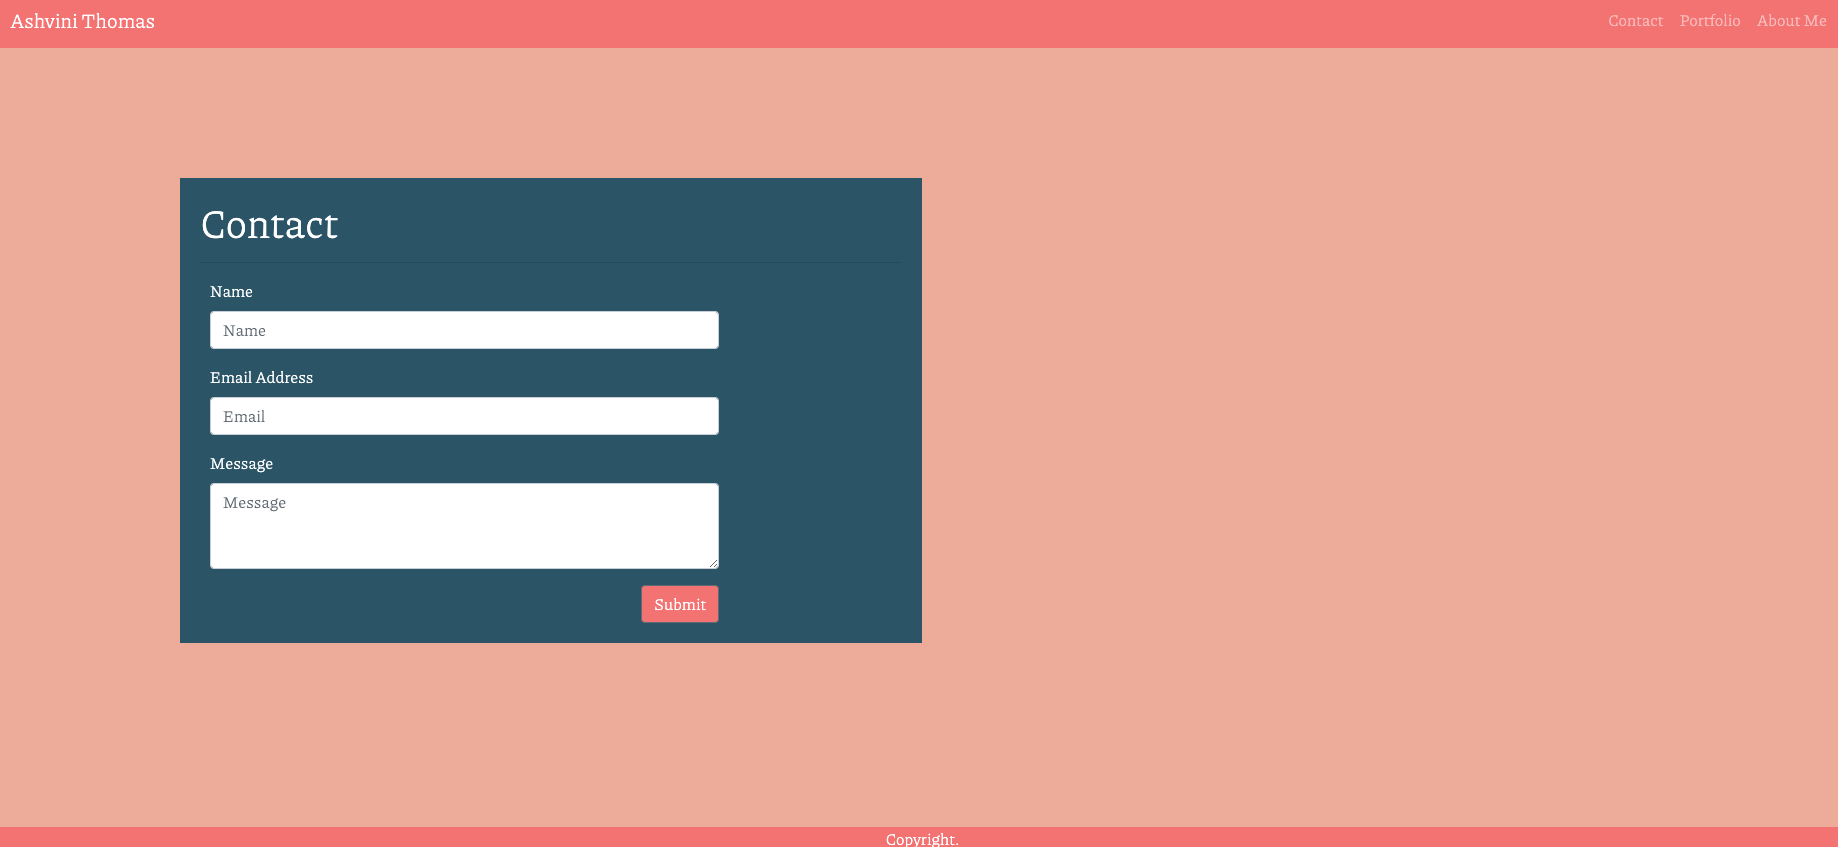 Ashvini Thomas
Contact Portfolio About Me
Contact
Name
Name
Email Address
Email
Message
Message
Submit
Copyright.